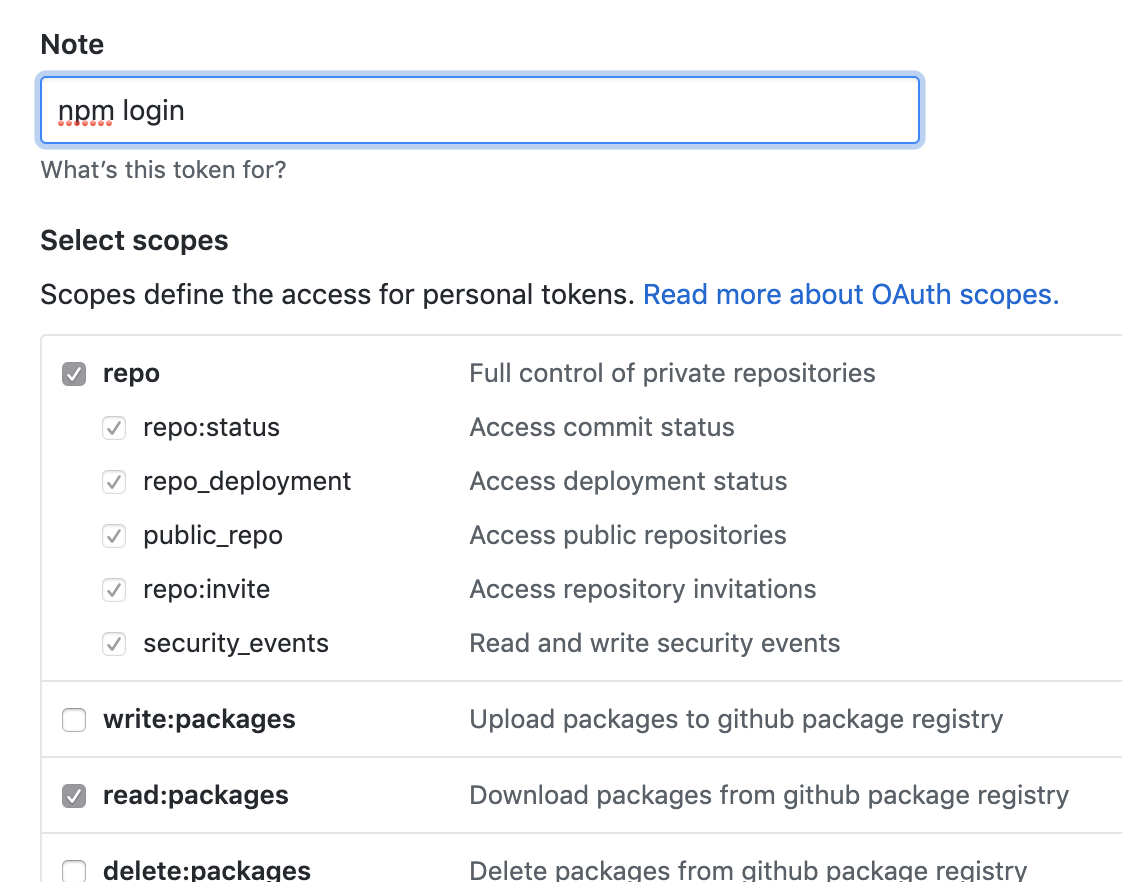 Note
npm login
What's this token for?
Select scopes
Scopes define the access for personal tokens. Read more about OAuth scopes.
repo Full control of private repositories
repo:status Access commit status
repo_deployment Access deployment status
public_repo Access public repositories
repo:invite Access repository invitations
security_events Read and write security events
write:packages Upload packages to github package registry
read:packages Download packages from github package registry
delete:packages Delete packages from github package registry